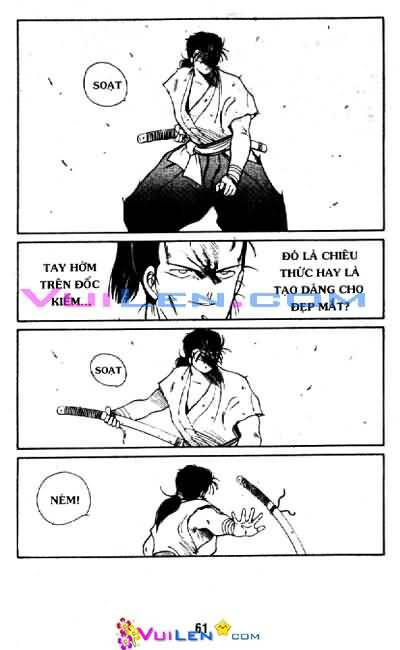 SOẠT
TAY HỜM
TRÊN ĐỐC
KIẾM...
ĐÓ LÀ CHIÊU
THỨC HAY LÀ
TẠO DÁNG CHO
ĐẸP MẮT?
VUILEN.COM
SOẠT
NÉM!
61
VUILEN COM